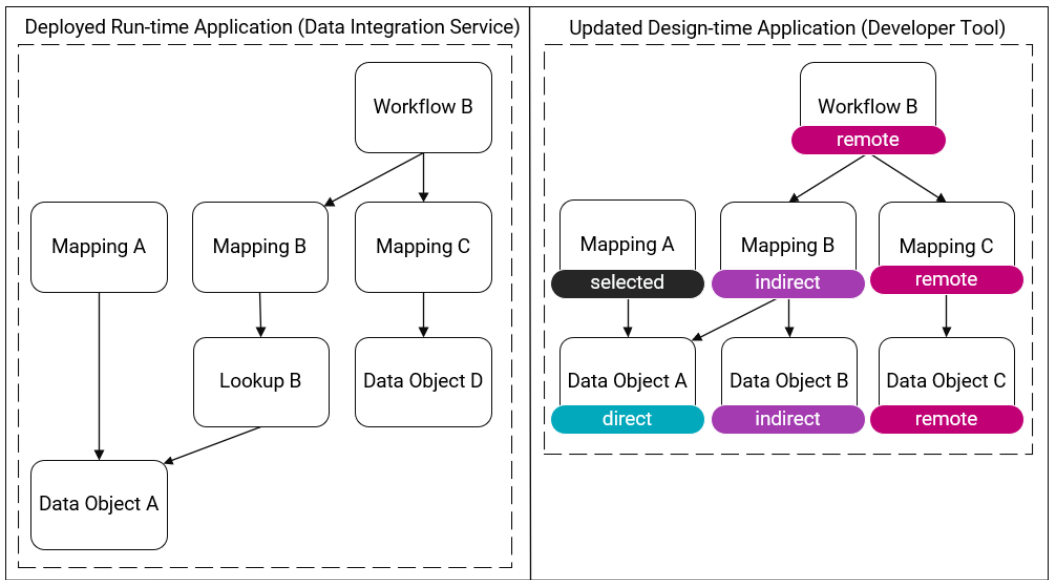 Deployed Run-time Application (Data Integration Service)
Workflow B
Mapping A
Mapping B
Mapping C
Lookup B
Data Object D
Data Object A
Updated Design-time Application (Developer Tool)
Workflow B
remote
Mapping A
selected
Mapping B
indirect
Mapping C
remote
Data Object A
direct
Data Object B
indirect
Data Object C
remote